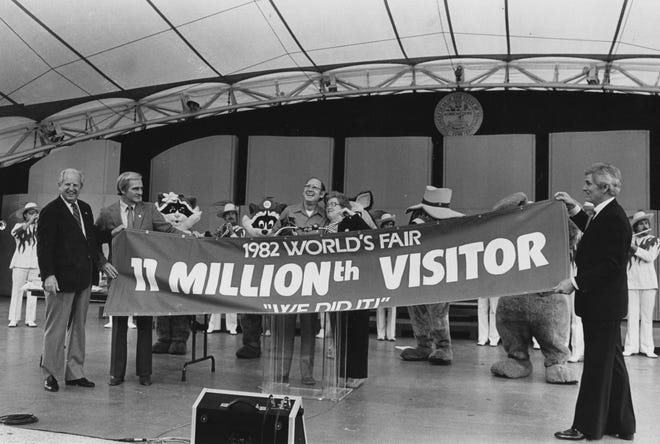 1982 WORLD'S FAIR
11 MILLIONth VISITOR
"WE DID IT!"